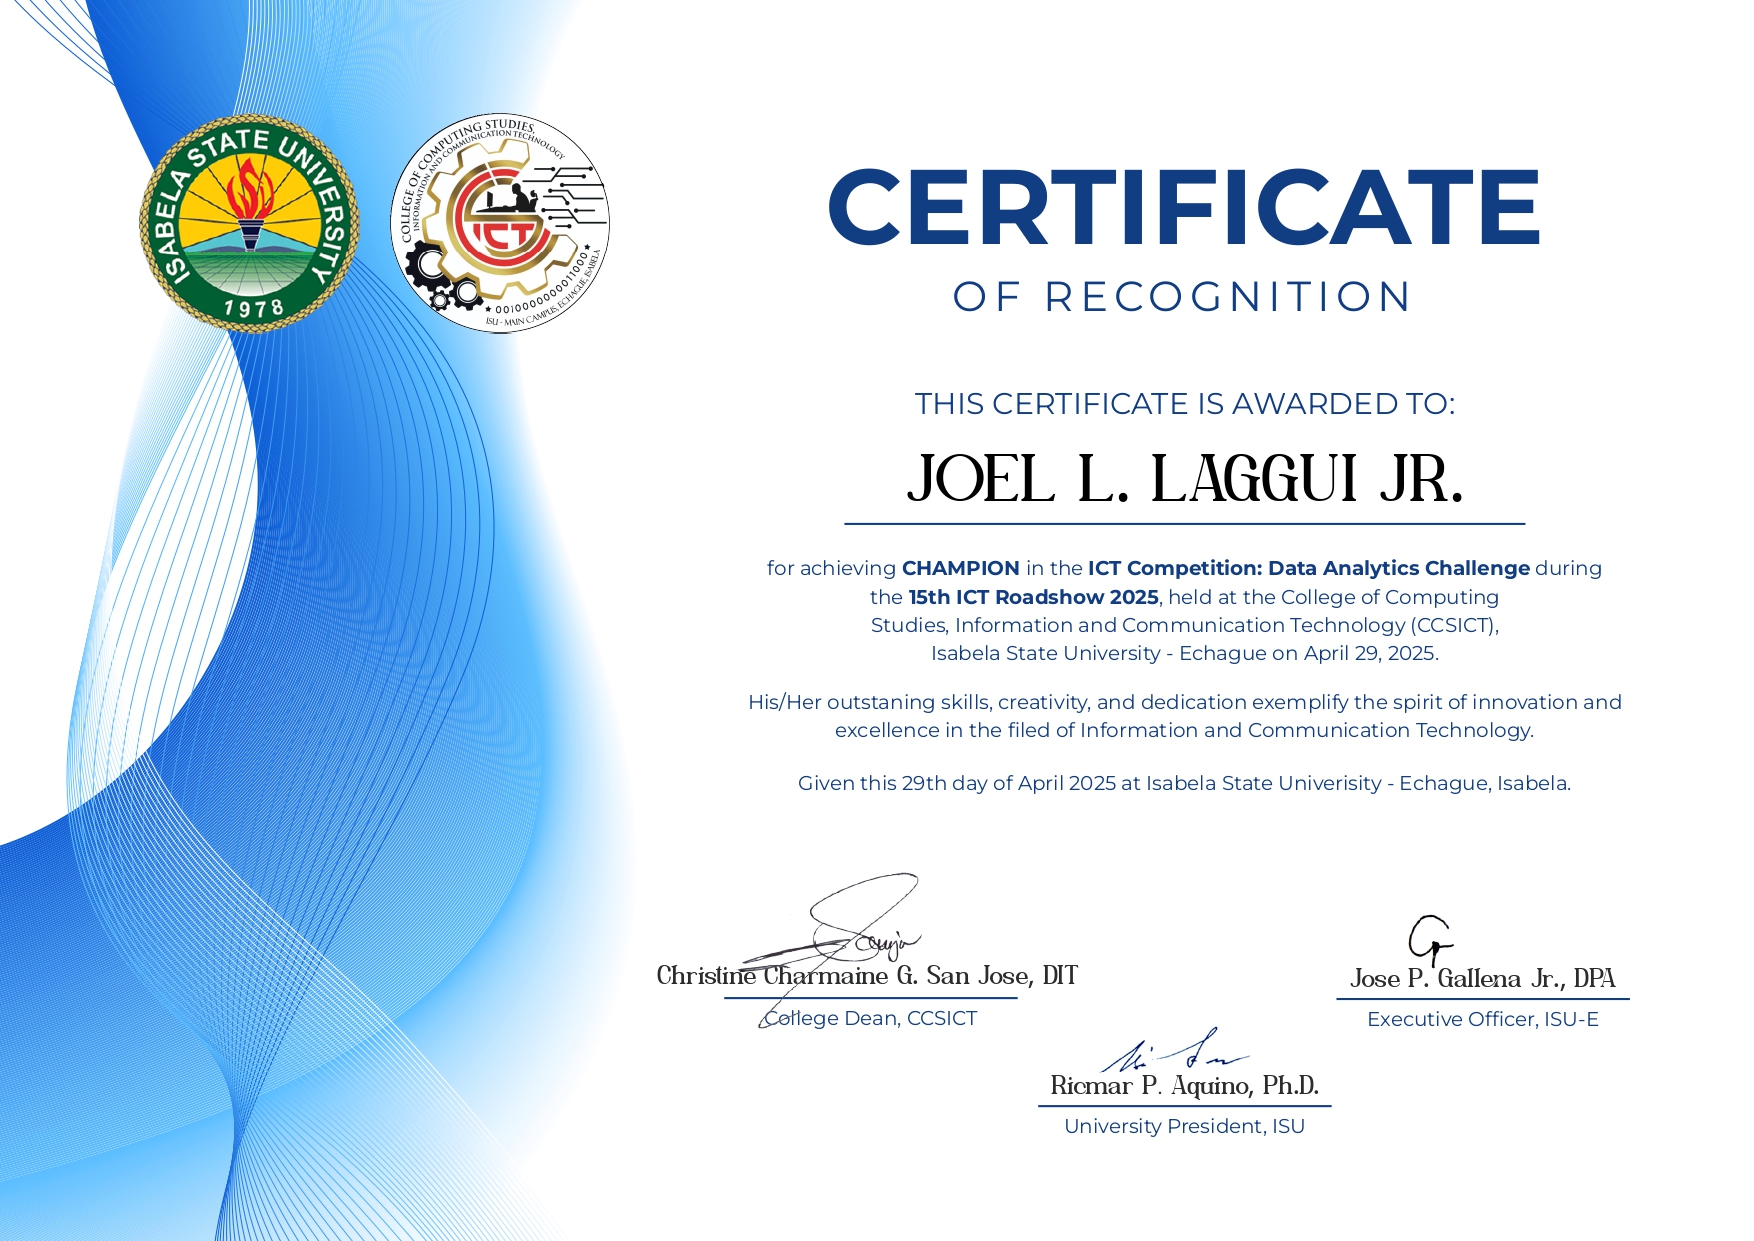 ISABELA STATE UNIVERSITY
1978
COLLEGE OF COMPUTING STUDIES,
INFORMATION AND COMMUNICATION TECHNOLOGY
ICT
★ 0010000000011000 ★
ISU - MAIN CAMPUS, ECHAGUE, ISABELA
CERTIFICATE
OF RECOGNITION
THIS CERTIFICATE IS AWARDED TO:
JOEL L. LAGGUI JR.
for achieving CHAMPION in the ICT Competition: Data Analytics Challenge during
the 15th ICT Roadshow 2025, held at the College of Computing
Studies, Information and Communication Technology (CCSICT),
Isabela State University - Echague on April 29, 2025.
His/Her outstaning skills, creativity, and dedication exemplify the spirit of innovation and
excellence in the filed of Information and Communication Technology.
Given this 29th day of April 2025 at Isabela State Univerisity - Echague, Isabela.
Christine Charmaine G. San Jose, DIT
College Dean, CCSICT
Jose P. Gallena Jr., DPA
Executive Officer, ISU-E
Ricmar P. Aquino, Ph.D.
University President, ISU